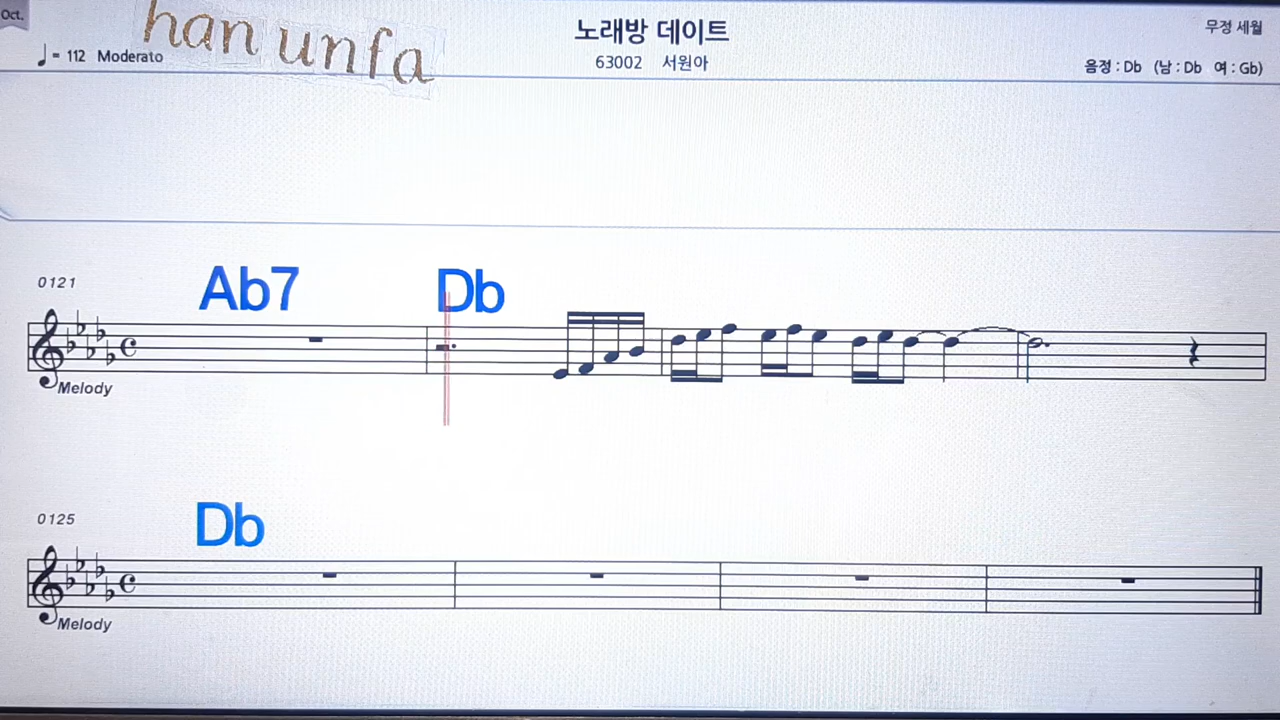 Oct.
han unfa
노래방 데이트
무정 세월
♩= 112 Moderato
63002 서원아
음정 : Db (남 : Db 여 : Gb)
0121
Ab7 Db
Melody
0125
Db
Melody